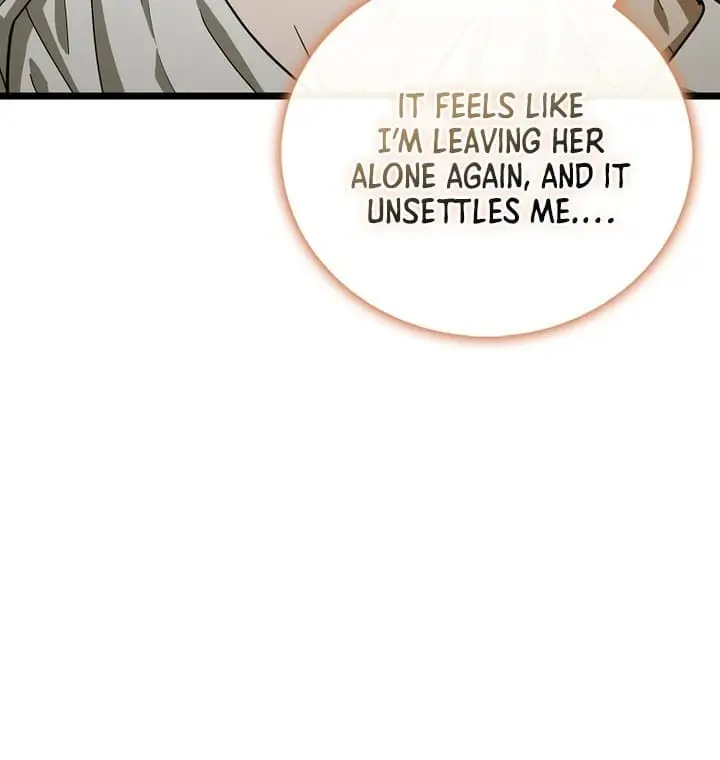 IT FEELS LIKE
I'M LEAVING HER
ALONE AGAIN, AND IT
UNSETTLES ME....